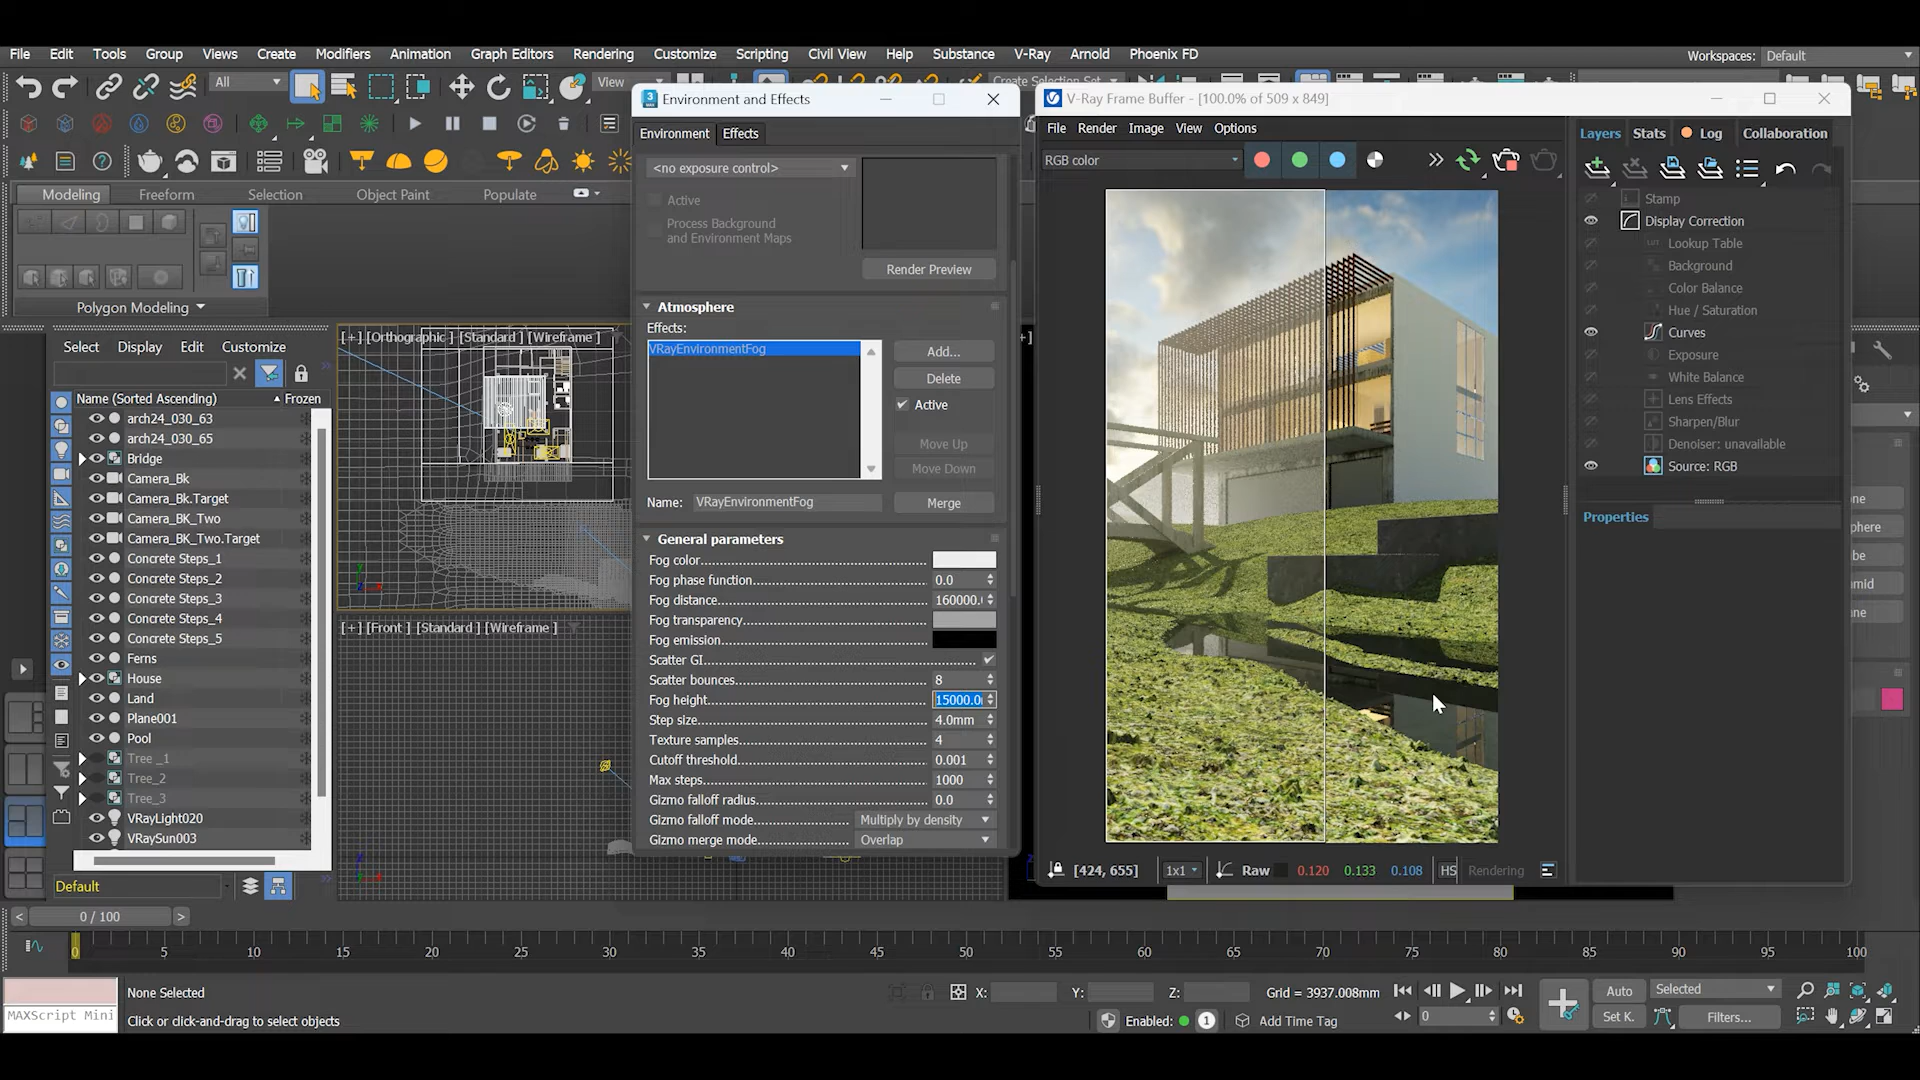 File Edit Tools Group Views Create Modifiers Animation Graph Editors Rendering Customize Scripting Civil View Help Substance V-Ray Arnold Phoenix FD Workspaces: Default
All View Create Selection Set
Modeling Freeform Selection Object Paint Populate
Polygon Modeling
Select Display Edit Customize
Name (Sorted Ascending) Frozen
arch24_030_63
arch24_030_65
Bridge
Camera_Bk
Camera_Bk.Target
Camera_BK_Two
Camera_BK_Two.Target
Concrete Steps_1
Concrete Steps_2
Concrete Steps_3
Concrete Steps_4
Concrete Steps_5
Ferns
House
Land
Plane001
Pool
Tree _1
Tree_2
Tree_3
VRayLight020
VRaySun003
Default
[+] [Orthographic ] [Standard ] [Wireframe ]
[+] [Front ] [Standard ] [Wireframe ]
Environment and Effects
Environment Effects
<no exposure control>
Active
Process Background
and Environment Maps
Render Preview
Atmosphere
Effects:
VRayEnvironmentFog
Add...
Delete
Active
Move Up
Move Down
Name: VRayEnvironmentFog Merge
General parameters
Fog color
Fog phase function 0.0
Fog distance 160000.
Fog transparency
Fog emission
Scatter GI
Scatter bounces 8
Fog height 15000.0
Step size 4.0mm
Texture samples 4
Cutoff threshold 0.001
Max steps 1000
Gizmo falloff radius 0.0
Gizmo falloff mode Multiply by density
Gizmo merge mode Overlap
V-Ray Frame Buffer - [100.0% of 509 x 849]
File Render Image View Options
RGB color
Layers Stats Log Collaboration
Stamp
Display Correction
Lookup Table
Background
Color Balance
Hue / Saturation
Curves
Exposure
White Balance
Lens Effects
Sharpen/Blur
Denoiser: unavailable
Source: RGB
Properties
[424, 655] 1x1 Raw 0.120 0.133 0.108 HS Rendering
< 0 / 100 >
0 5 10 15 20 25 30 35 40 45 50 55 60 65 70 75 80 85 90 95 100
None Selected X: Y: Z: Grid = 3937.008mm Auto Selected
MAXScript Mini Click or click-and-drag to select objects Enabled: 1 Add Time Tag 0 Set K. Filters...